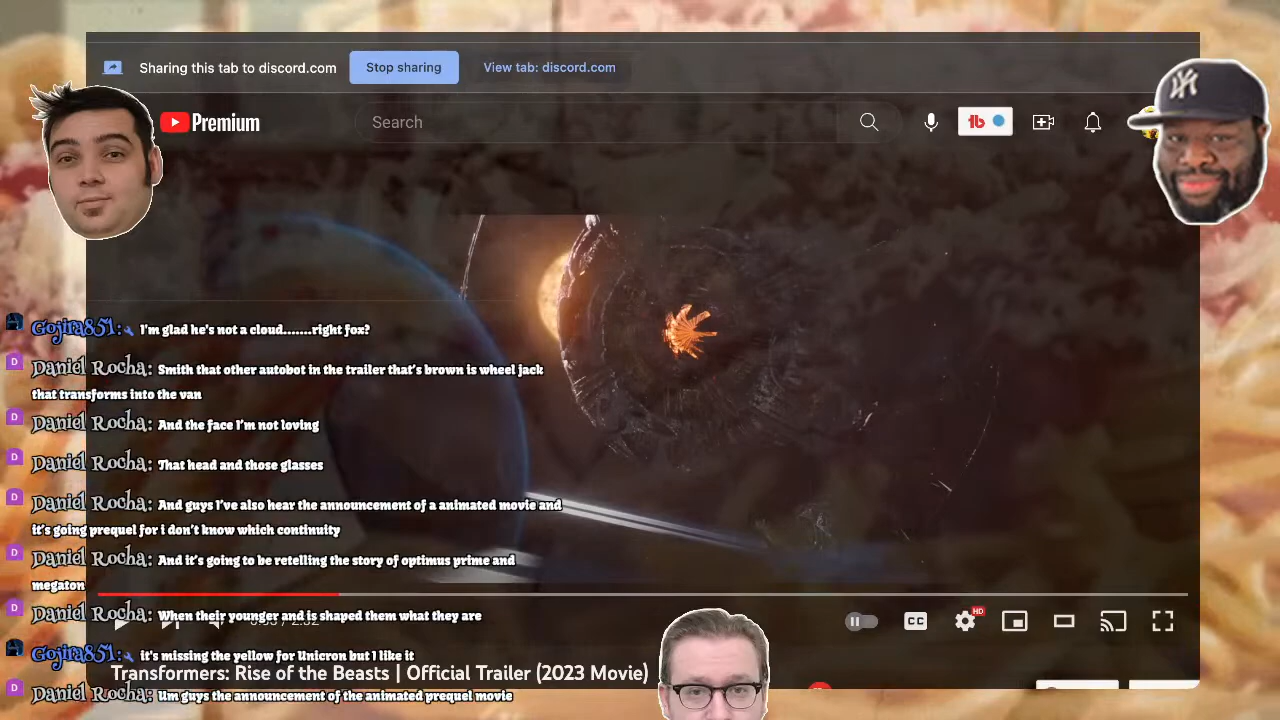 Sharing this tab to discord.com
Stop sharing
View tab: discord.com
Premium
Search
Gojira851: I'm glad he's not a cloud.......right fox?
D Daniel Rocha: Smith that other autobot in the trailer that's brown is wheel jack
that transforms into the van
D Daniel Rocha: And the face I'm not loving
D Daniel Rocha: That head and those glasses
D Daniel Rocha: And guys I've also hear the announcement of a animated movie and
it's going prequel for i don't know which continuity
D Daniel Rocha: And it's going to be retelling the story of optimus prime and
megaton
D Daniel Rocha: When their younger and is shaped them what they are
CC
HD
Gojira851: it's missing the yellow for Unicron but I like it
Transformers: Rise of the Beasts | Official Trailer (2023 Movie)
D Daniel Rocha: Um guys the announcement of the animated prequel movie